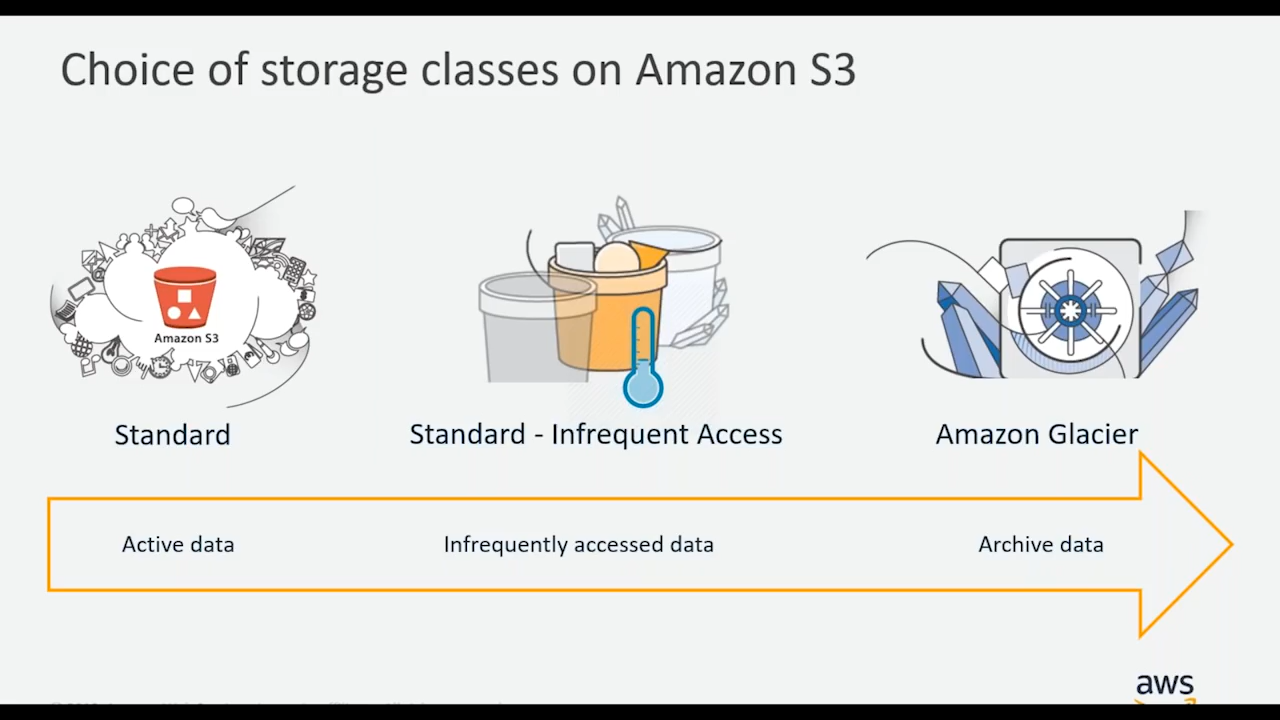 Choice of storage classes on Amazon S3
Amazon S3
Standard
Standard - Infrequent Access
Amazon Glacier
Active data
Infrequently accessed data
Archive data
aws